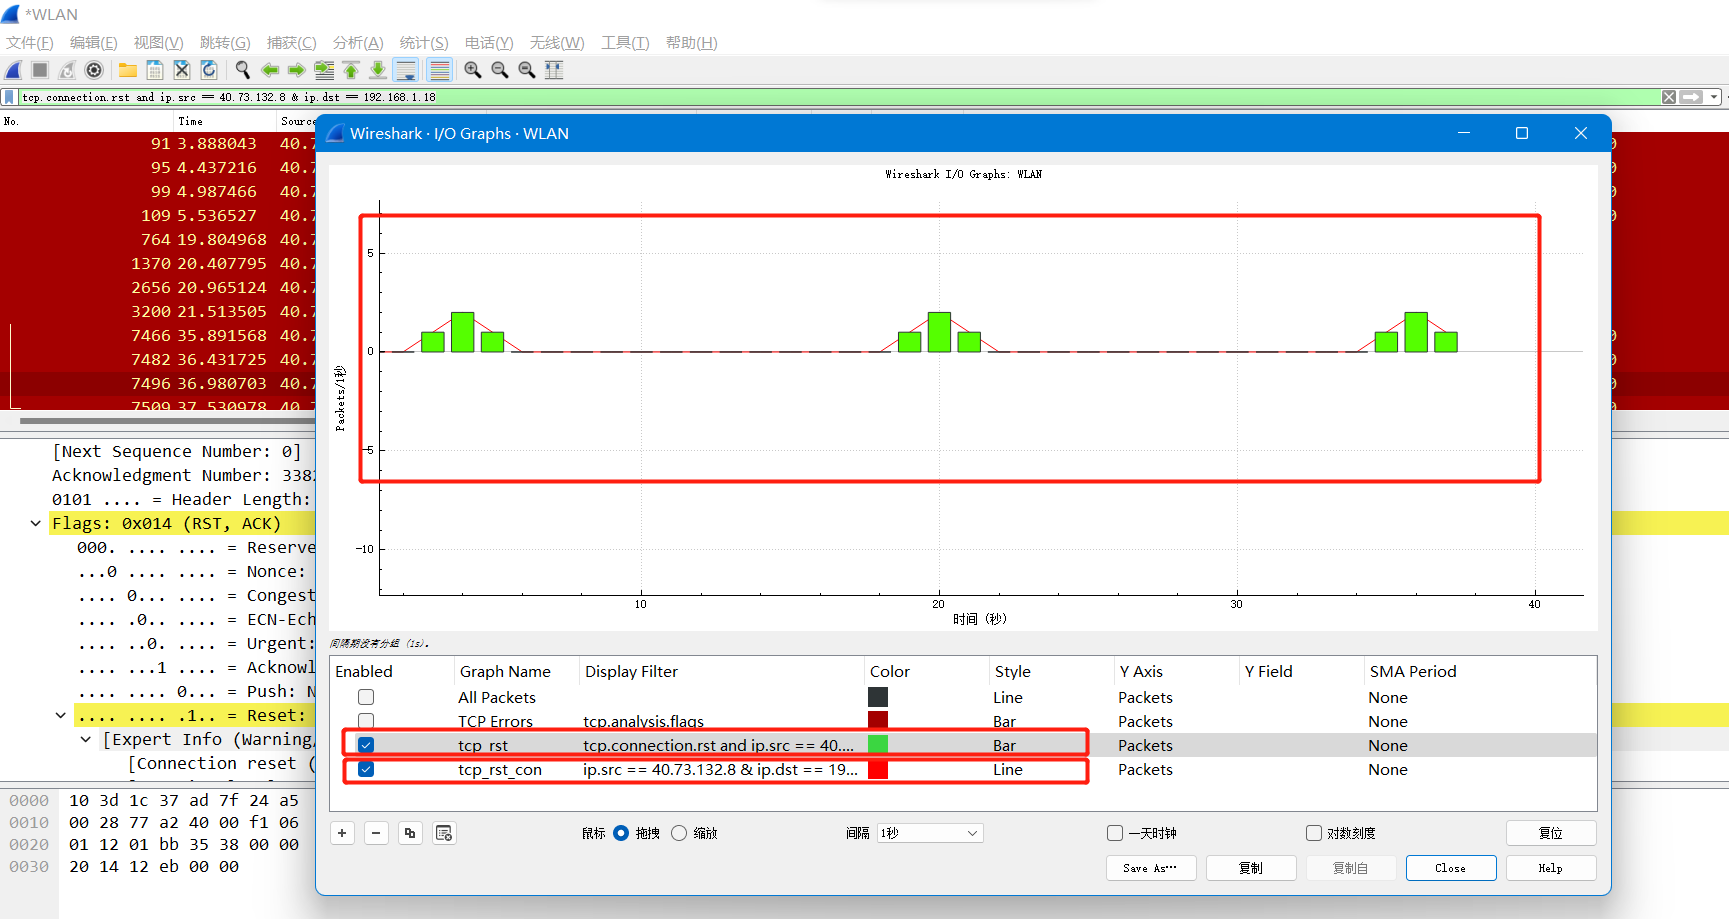 *WLAN
文件(F) 编辑(E) 视图(V) 跳转(G) 捕获(C) 分析(A) 统计(S) 电话(Y) 无线(W) 工具(T) 帮助(H)
tcp.connection.rst and ip.src == 40.73.132.8 & ip.dst == 192.168.1.18
No. Time Source
91 3.888043 40.7
95 4.437216 40.7
99 4.987466 40.7
109 5.536527 40.7
764 19.804968 40.7
1370 20.407795 40.7
2656 20.965124 40.7
3200 21.513505 40.7
7466 35.891568 40.7
7482 36.431725 40.7
7496 36.980703 40.7
7509 37.530978 40.7
[Next Sequence Number: 0]
Acknowledgment Number: 3382
0101 .... = Header Length:
Flags: 0x014 (RST, ACK)
000. .... .... = Reserve
...0 .... .... = Nonce:
.... 0... .... = Congest
.... .0.. .... = ECN-Ech
.... ..0. .... = Urgent:
.... ...1 .... = Acknowl
.... .... 0... = Push: N
.... .... .1.. = Reset:
[Expert Info (Warning/
[Connection reset (
0000 10 3d 1c 37 ad 7f 24 a5
0010 00 28 77 a2 40 00 f1 06
0020 01 12 01 bb 35 38 00 00
0030 20 14 12 eb 00 00
Wireshark · I/O Graphs · WLAN
Wireshark I/O Graphs: WLAN
5
0
-5
-10
Packets/1秒
10 20 30 40
时间 (秒)
间隔期没有分组 (1s)。
Enabled Graph Name Display Filter Color Style Y Axis Y Field SMA Period
All Packets Line Packets None
TCP Errors tcp.analysis.flags Bar Packets None
tcp_rst tcp.connection.rst and ip.src == 40.... Bar Packets None
tcp_rst_con ip.src == 40.73.132.8 & ip.dst == 19... Line Packets None
鼠标 拖拽 缩放 间隔 1秒 一天时钟 对数刻度 复位
Save As… 复制 复制自 Close Help